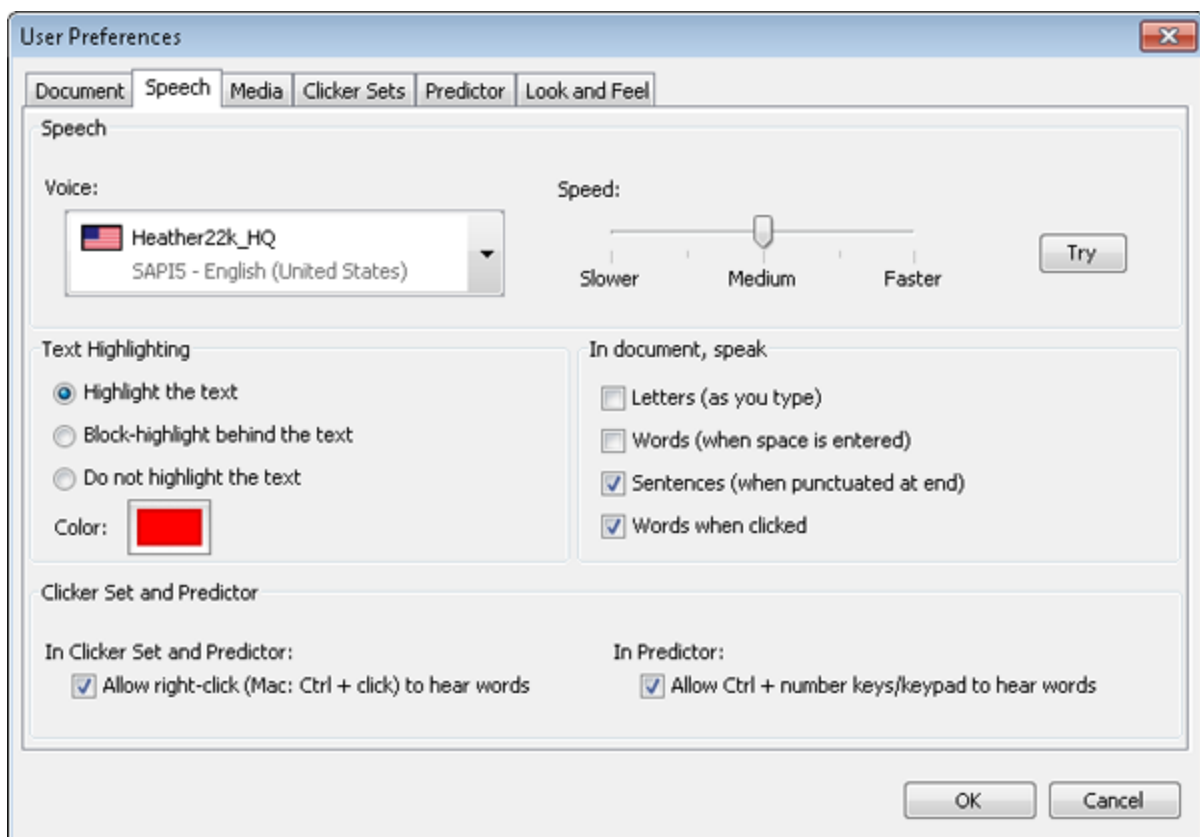 User Preferences
Document Speech Media Clicker Sets Predictor Look and Feel
Speech
Voice: Speed:
Heather22k_HQ
SAPI5 - English (United States)
Try
Slower Medium Faster
Text Highlighting
Highlight the text
Block-highlight behind the text
Do not highlight the text
Color:
In document, speak
Letters (as you type)
Words (when space is entered)
Sentences (when punctuated at end)
Words when clicked
Clicker Set and Predictor
In Clicker Set and Predictor:
Allow right-click (Mac: Ctrl + click) to hear words
In Predictor:
Allow Ctrl + number keys/keypad to hear words
OK Cancel